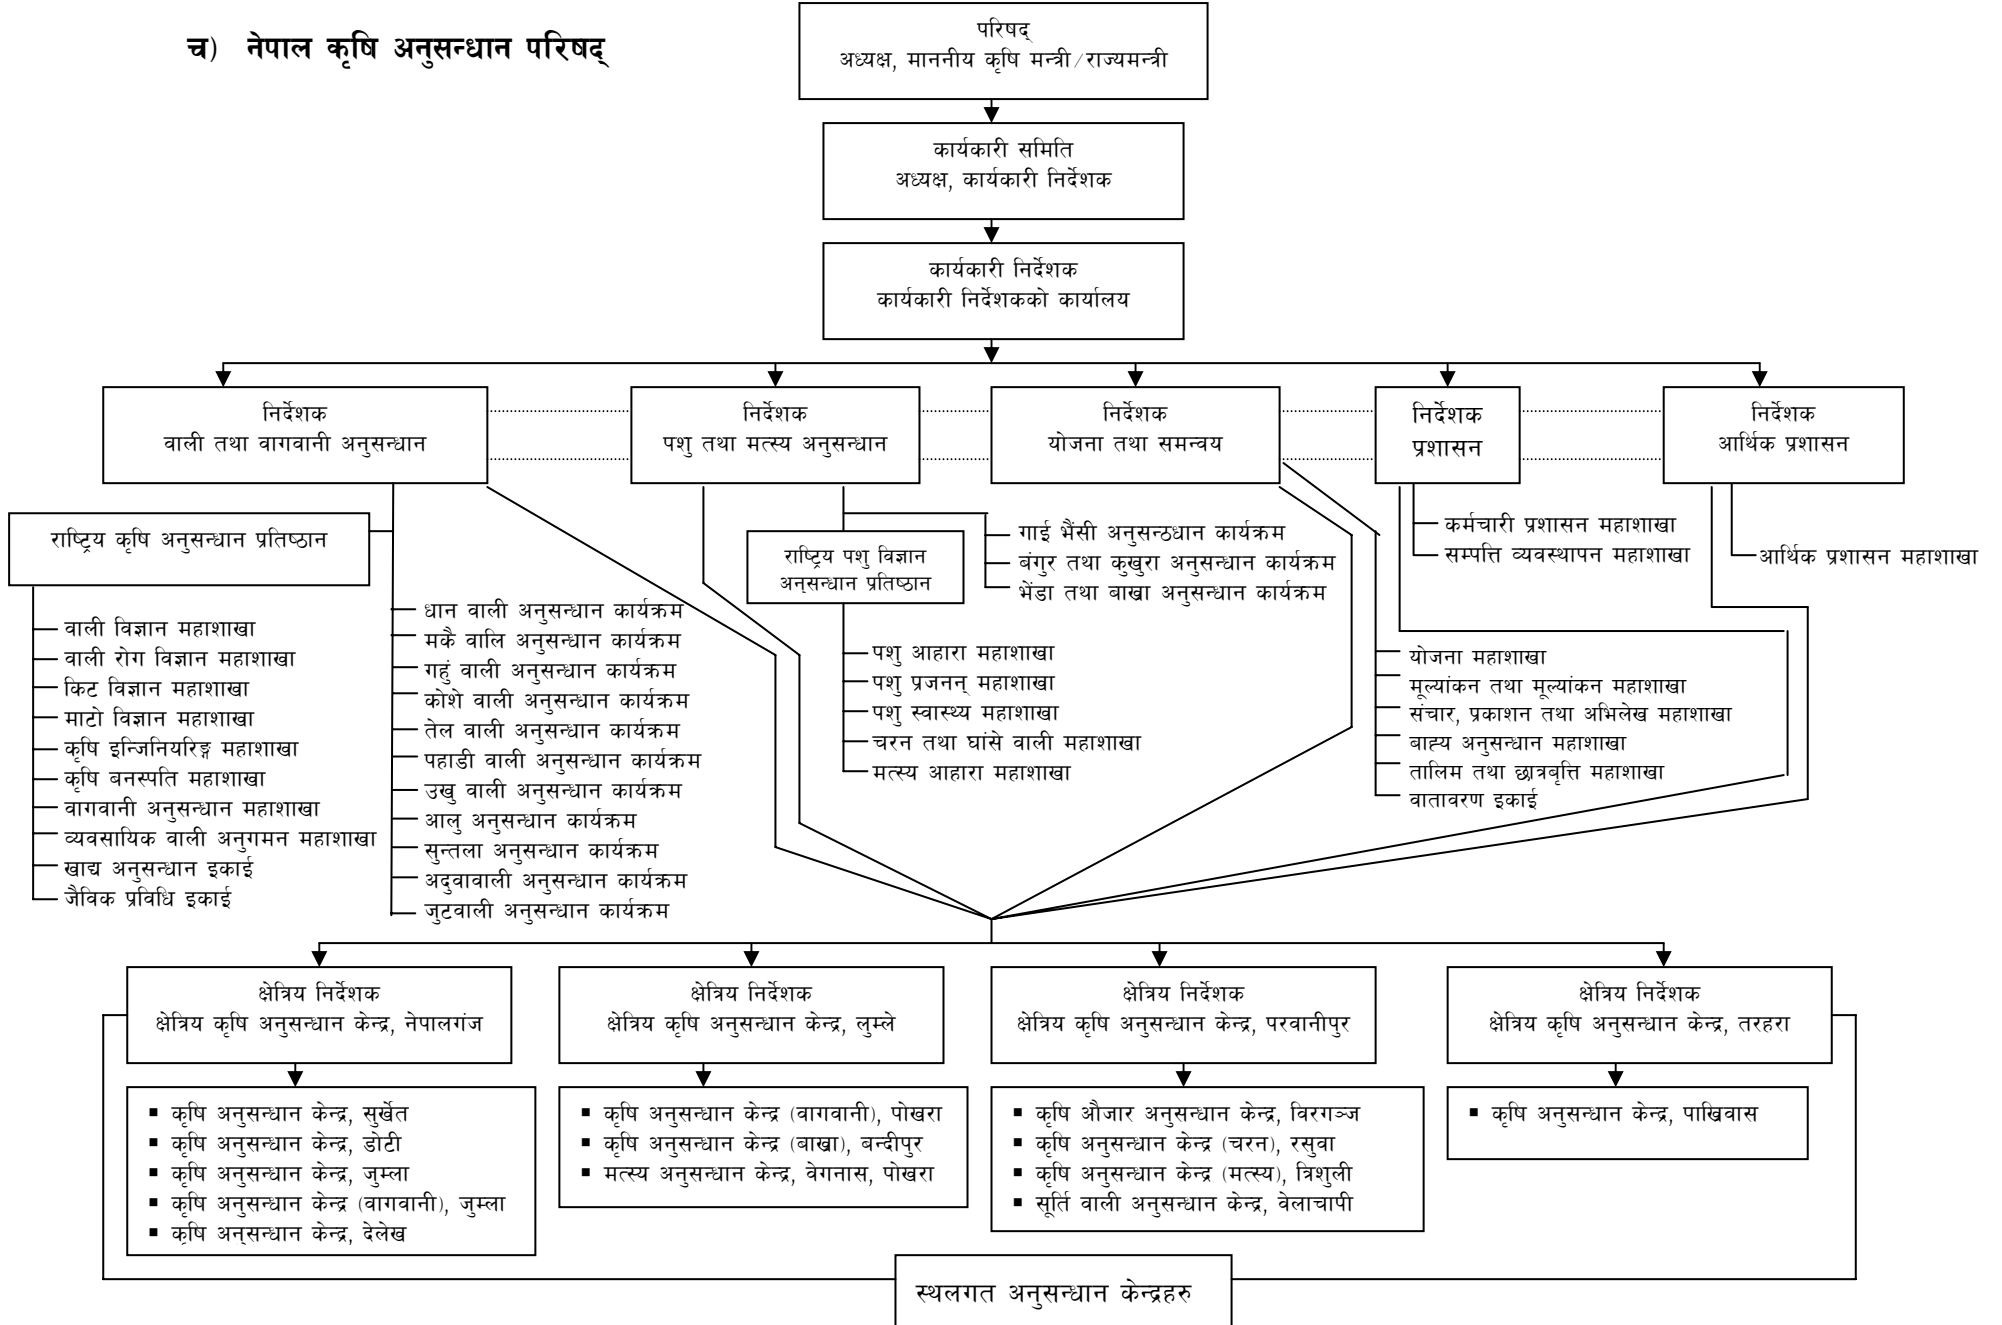 च) नेपाल कृषि अनुसन्धान परिषद्
परिषद्
अध्यक्ष, माननीय कृषि मन्त्री/राज्यमन्त्री
कार्यकारी समिति
अध्यक्ष, कार्यकारी निर्देशक
कार्यकारी निर्देशक
कार्यकारी निर्देशकको कार्यालय
निर्देशक
वाली तथा वागवानी अनुसन्धान
निर्देशक
पशु तथा मत्स्य अनुसन्धान
निर्देशक
योजना तथा समन्वय
निर्देशक
प्रशासन
निर्देशक
आर्थिक प्रशासन
राष्ट्रिय कृषि अनुसन्धान प्रतिष्ठान
वाली विज्ञान महाशाखा
वाली रोग विज्ञान महाशाखा
किट विज्ञान महाशाखा
माटो विज्ञान महाशाखा
कृषि इन्जिनियरिङ्ग महाशाखा
कृषि बनस्पति महाशाखा
वागवानी अनुसन्धान महाशाखा
व्यवसायिक वाली अनुगमन महाशाखा
खाद्य अनुसन्धान इकाई
जैविक प्रविधि इकाई
धान वाली अनुसन्धान कार्यक्रम
मकै वालि अनुसन्धान कार्यक्रम
गहुं वाली अनुसन्धान कार्यक्रम
कोशे वाली अनुसन्धान कार्यक्रम
तेल वाली अनुसन्धान कार्यक्रम
पहाडी वाली अनुसन्धान कार्यक्रम
उखु वाली अनुसन्धान कार्यक्रम
आलु अनुसन्धान कार्यक्रम
सुन्तला अनुसन्धान कार्यक्रम
अदुवावाली अनुसन्धान कार्यक्रम
जुटवाली अनुसन्धान कार्यक्रम
राष्ट्रिय पशु विज्ञान
अनुसन्धान प्रतिष्ठान
गाई भैंसी अनुसन्ठधान कार्यक्रम
बंगुर तथा कुखुरा अनुसन्धान कार्यक्रम
भेंडा तथा बाख्रा अनुसन्धान कार्यक्रम
पशु आहारा महाशाखा
पशु प्रजनन् महाशाखा
पशु स्वास्थ्य महाशाखा
चरन तथा घांसे वाली महाशाखा
मत्स्य आहारा महाशाखा
कर्मचारी प्रशासन महाशाखा
सम्पत्ति व्यवस्थापन महाशाखा
आर्थिक प्रशासन महाशाखा
योजना महाशाखा
मूल्यांकन तथा मूल्यांकन महाशाखा
संचार, प्रकाशन तथा अभिलेख महाशाखा
बाह्य अनुसन्धान महाशाखा
तालिम तथा छात्रबृत्ति महाशाखा
वातावरण इकाई
क्षेत्रिय निर्देशक
क्षेत्रिय कृषि अनुसन्धान केन्द्र, नेपालगंज
क्षेत्रिय निर्देशक
क्षेत्रिय कृषि अनुसन्धान केन्द्र, लुम्ले
क्षेत्रिय निर्देशक
क्षेत्रिय कृषि अनुसन्धान केन्द्र, परवानीपुर
क्षेत्रिय निर्देशक
क्षेत्रिय कृषि अनुसन्धान केन्द्र, तरहरा
▪ कृषि अनुसन्धान केन्द्र, सुर्खेत
▪ कृषि अनुसन्धान केन्द्र, डोटी
▪ कृषि अनुसन्धान केन्द्र, जुम्ला
▪ कृषि अनुसन्धान केन्द्र (वागवानी), जुम्ला
▪ कृषि अनुसन्धान केन्द्र, देलेख
▪ कृषि अनुसन्धान केन्द्र (वागवानी), पोखरा
▪ कृषि अनुसन्धान केन्द्र (बाख्रा), बन्दीपुर
▪ मत्स्य अनुसन्धान केन्द्र, वेगनास, पोखरा
▪ कृषि औजार अनुसन्धान केन्द्र, विरगञ्ज
▪ कृषि अनुसन्धान केन्द्र (चरन), रसुवा
▪ कृषि अनुसन्धान केन्द्र (मत्स्य), त्रिशुली
▪ सूर्ति वाली अनुसन्धान केन्द्र, वेलाचापी
▪ कृषि अनुसन्धान केन्द्र, पाखिवास
स्थलगत अनुसन्धान केन्द्रहरु